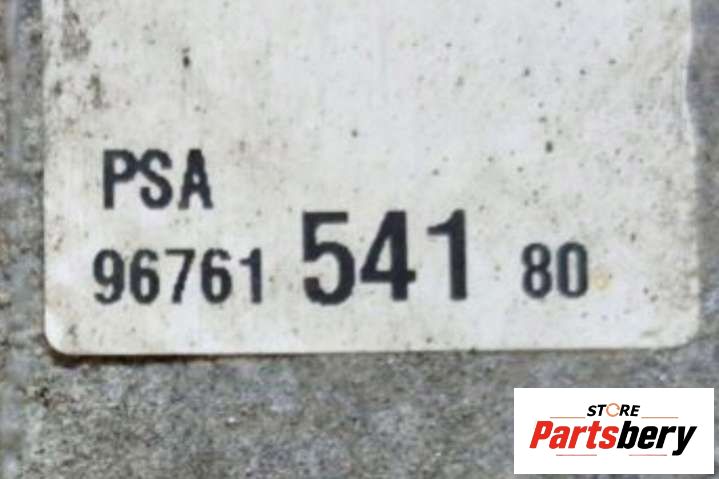 PSA
96761 541 80
STORE
Partsbery